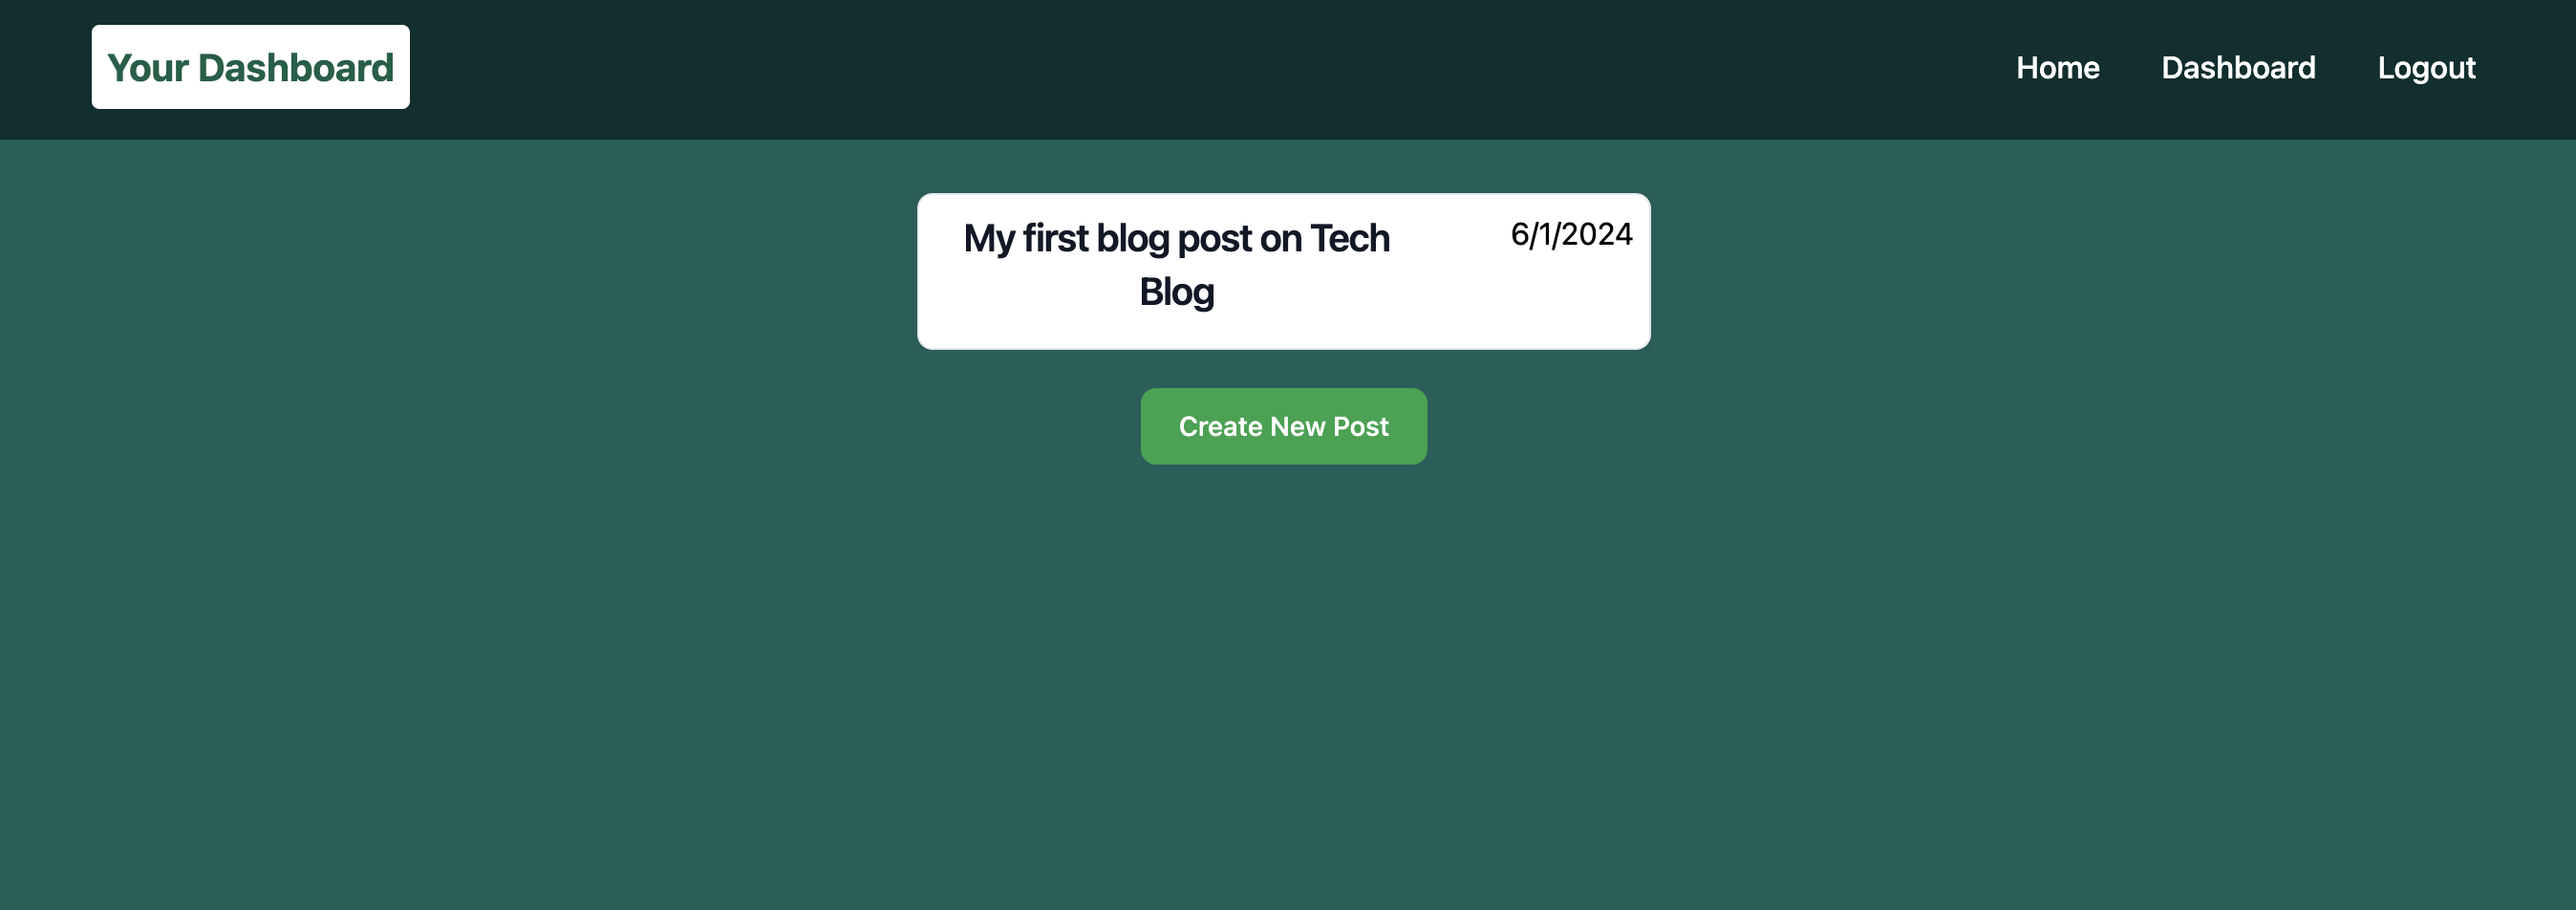 Your Dashboard
Home
Dashboard
Logout
My first blog post on Tech
Blog
6/1/2024
Create New Post